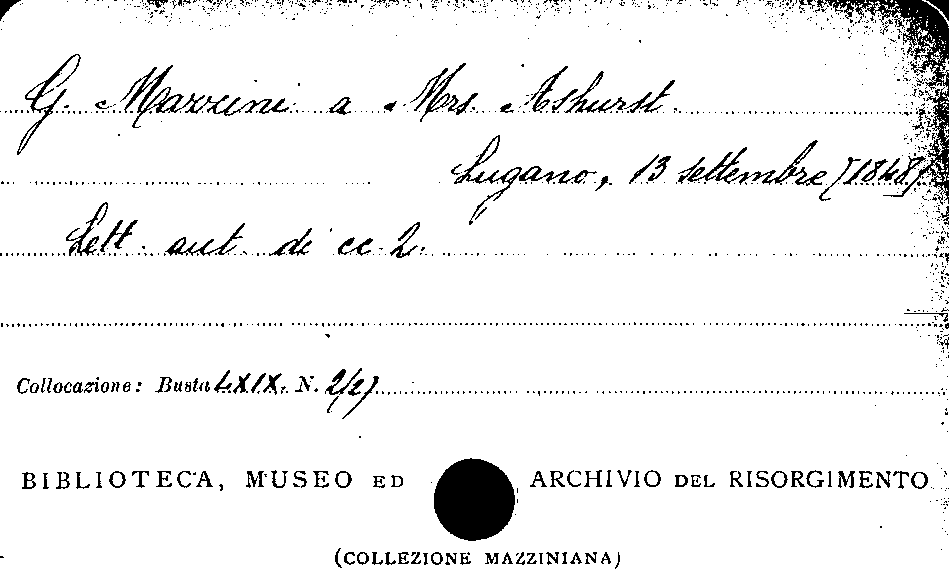 G. Mazzini a Mrs. Ashurst.
Lugano, 13 settembre [1848]
Lett. aut. di cc. 2.
Collocazione: Busta LXIX, N. 2/2)
BIBLIOTECA, MUSEO ED ARCHIVIO DEL RISORGIMENTO
(COLLEZIONE MAZZINIANA)